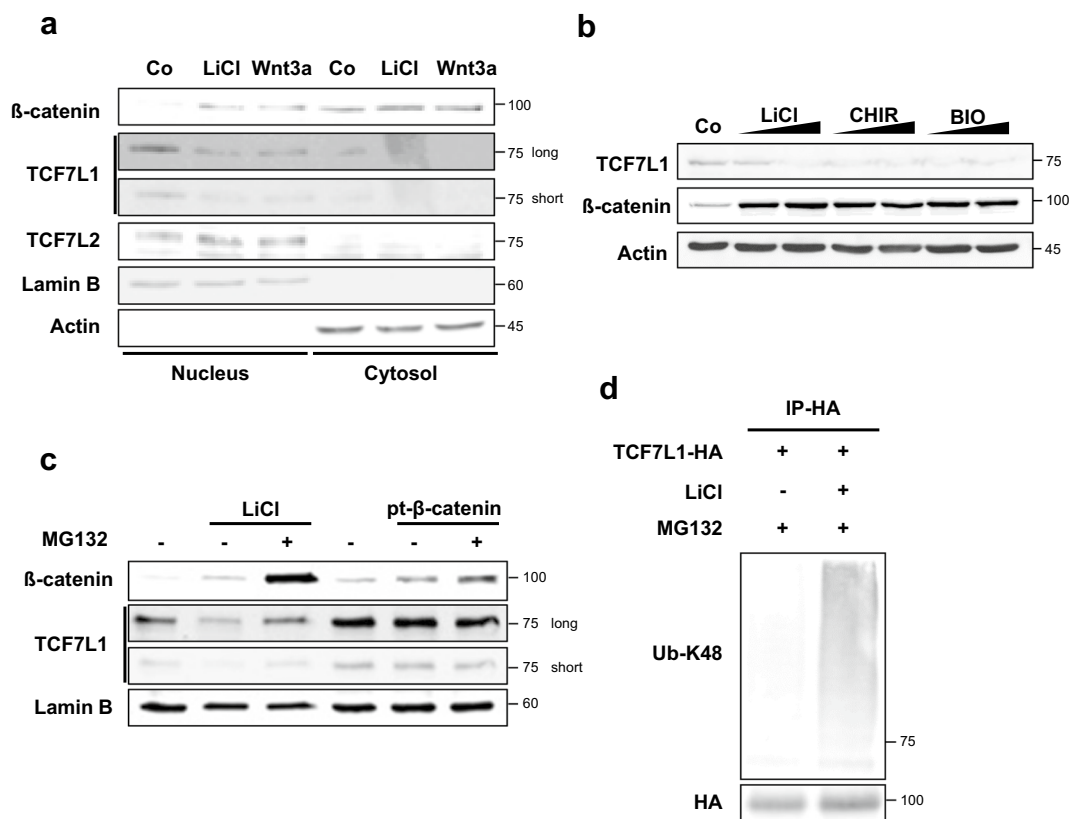 a
Co LiCl Wnt3a Co LiCl Wnt3a
ß-catenin
100
TCF7L1
75 long
75 short
TCF7L2
75
Lamin B
60
Actin
45
Nucleus Cytosol
b
Co LiCl CHIR BIO
TCF7L1
75
ß-catenin
100
Actin
45
c
LiCl pt-β-catenin
MG132 - - + - - +
ß-catenin
100
TCF7L1
75 long
75 short
Lamin B
60
d
IP-HA
TCF7L1-HA + +
LiCl - +
MG132 + +
Ub-K48
75
HA
100